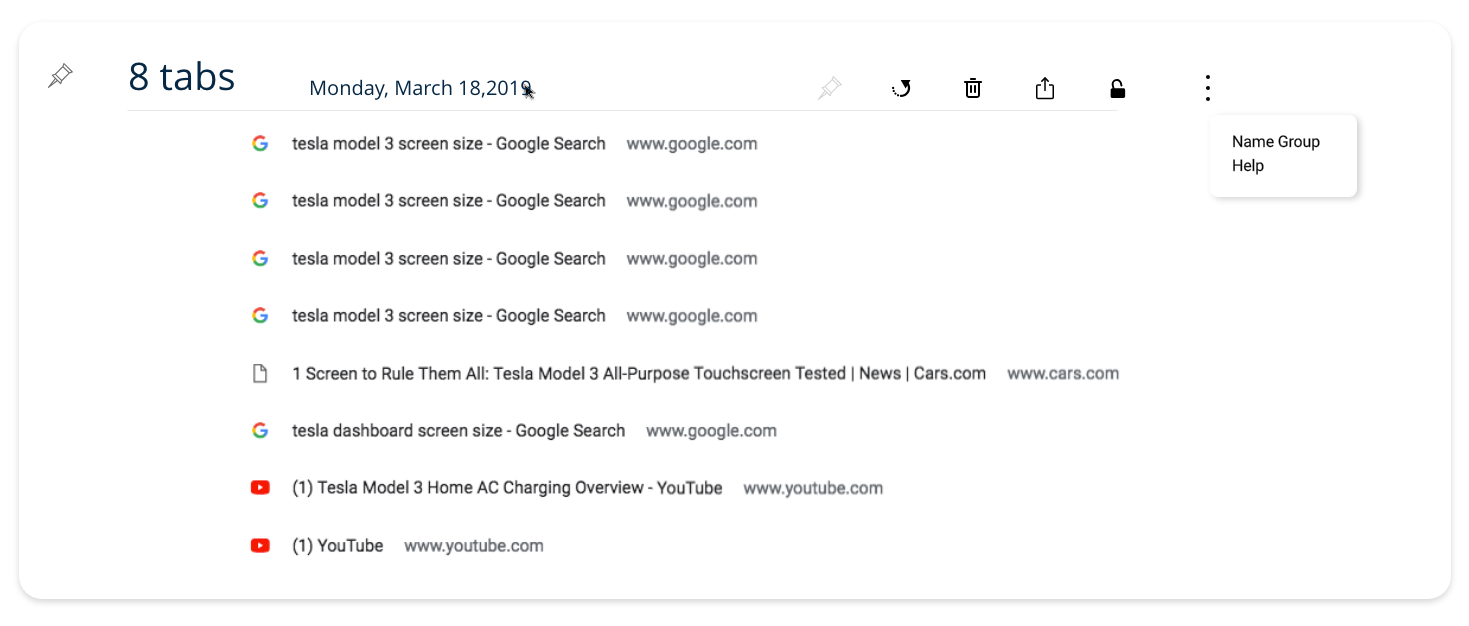 8 tabs Monday, March 18,2019
Name Group
Help
tesla model 3 screen size - Google Search www.google.com
tesla model 3 screen size - Google Search www.google.com
tesla model 3 screen size - Google Search www.google.com
tesla model 3 screen size - Google Search www.google.com
1 Screen to Rule Them All: Tesla Model 3 All-Purpose Touchscreen Tested | News | Cars.com www.cars.com
tesla dashboard screen size - Google Search www.google.com
(1) Tesla Model 3 Home AC Charging Overview - YouTube www.youtube.com
(1) YouTube www.youtube.com